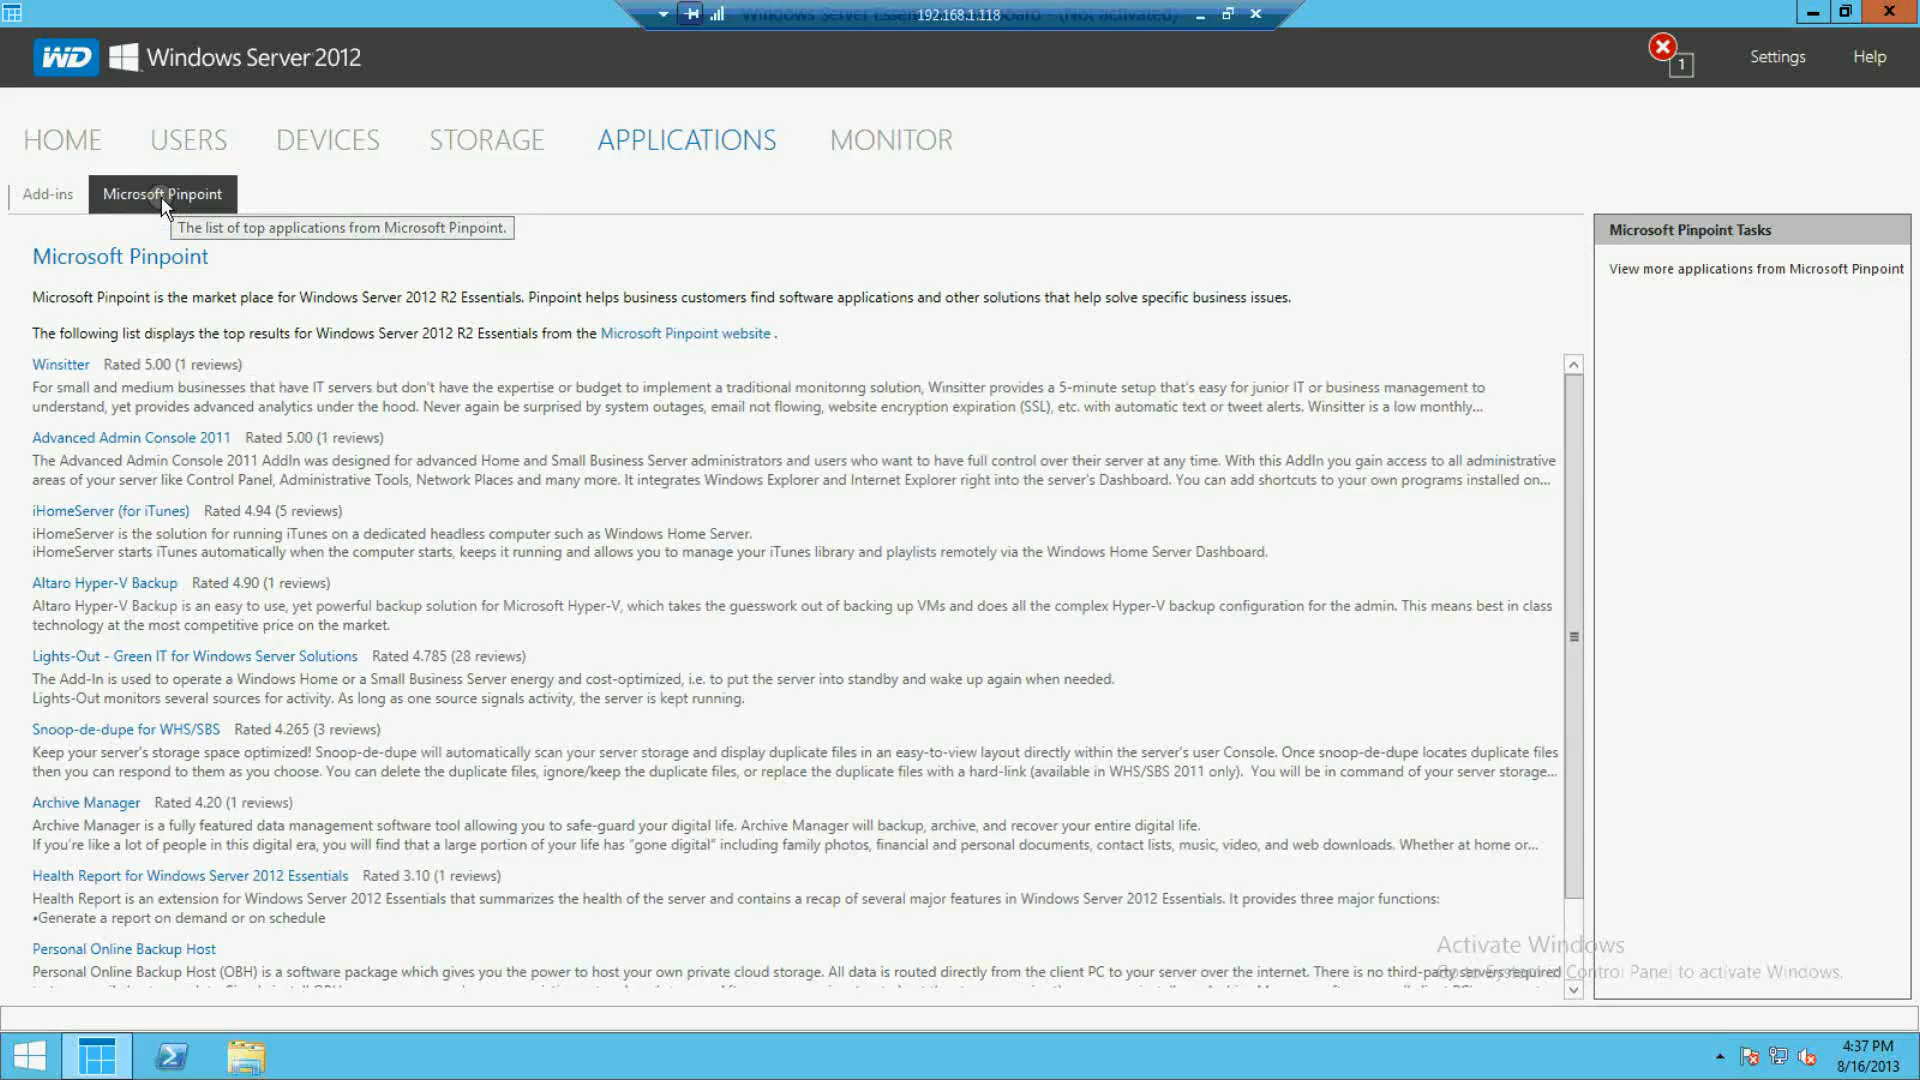 192.168.1.118
WD Windows Server 2012
1
Settings
Help
HOME USERS DEVICES STORAGE APPLICATIONS MONITOR
Add-ins
Microsoft Pinpoint
The list of top applications from Microsoft Pinpoint.
Microsoft Pinpoint
Microsoft Pinpoint is the market place for Windows Server 2012 R2 Essentials. Pinpoint helps business customers find software applications and other solutions that help solve specific business issues.
The following list displays the top results for Windows Server 2012 R2 Essentials from the Microsoft Pinpoint website .
Winsitter Rated 5.00 (1 reviews)
For small and medium businesses that have IT servers but don't have the expertise or budget to implement a traditional monitoring solution, Winsitter provides a 5-minute setup that's easy for junior IT or business management to
understand, yet provides advanced analytics under the hood. Never again be surprised by system outages, email not flowing, website encryption expiration (SSL), etc. with automatic text or tweet alerts. Winsitter is a low monthly...
Advanced Admin Console 2011 Rated 5.00 (1 reviews)
The Advanced Admin Console 2011 AddIn was designed for advanced Home and Small Business Server administrators and users who want to have full control over their server at any time. With this AddIn you gain access to all administrative
areas of your server like Control Panel, Administrative Tools, Network Places and many more. It integrates Windows Explorer and Internet Explorer right into the server's Dashboard. You can add shortcuts to your own programs installed on...
iHomeServer (for iTunes) Rated 4.94 (5 reviews)
iHomeServer is the solution for running iTunes on a dedicated headless computer such as Windows Home Server.
iHomeServer starts iTunes automatically when the computer starts, keeps it running and allows you to manage your iTunes library and playlists remotely via the Windows Home Server Dashboard.
Altaro Hyper-V Backup Rated 4.90 (1 reviews)
Altaro Hyper-V Backup is an easy to use, yet powerful backup solution for Microsoft Hyper-V, which takes the guesswork out of backing up VMs and does all the complex Hyper-V backup configuration for the admin. This means best in class
technology at the most competitive price on the market.
Lights-Out - Green IT for Windows Server Solutions Rated 4.785 (28 reviews)
The Add-In is used to operate a Windows Home or a Small Business Server energy and cost-optimized, i.e. to put the server into standby and wake up again when needed.
Lights-Out monitors several sources for activity. As long as one source signals activity, the server is kept running.
Snoop-de-dupe for WHS/SBS Rated 4.265 (3 reviews)
Keep your server's storage space optimized! Snoop-de-dupe will automatically scan your server storage and display duplicate files in an easy-to-view layout directly within the server's user Console. Once snoop-de-dupe locates duplicate files
then you can respond to them as you choose. You can delete the duplicate files, ignore/keep the duplicate files, or replace the duplicate files with a hard-link (available in WHS/SBS 2011 only). You will be in command of your server storage...
Archive Manager Rated 4.20 (1 reviews)
Archive Manager is a fully featured data management software tool allowing you to safe-guard your digital life. Archive Manager will backup, archive, and recover your entire digital life.
If you're like a lot of people in this digital era, you will find that a large portion of your life has "gone digital" including family photos, financial and personal documents, contact lists, music, video, and web downloads. Whether at home or...
Health Report for Windows Server 2012 Essentials Rated 3.10 (1 reviews)
Health Report is an extension for Windows Server 2012 Essentials that summarizes the health of the server and contains a recap of several major features in Windows Server 2012 Essentials. It provides three major functions:
•Generate a report on demand or on schedule
Personal Online Backup Host
Personal Online Backup Host (OBH) is a software package which gives you the power to host your own private cloud storage. All data is routed directly from the client PC to your server over the internet. There is no third-party servers required
Microsoft Pinpoint Tasks
View more applications from Microsoft Pinpoint
Activate Windows
Control Panel to activate Windows.
4:37 PM
8/16/2013